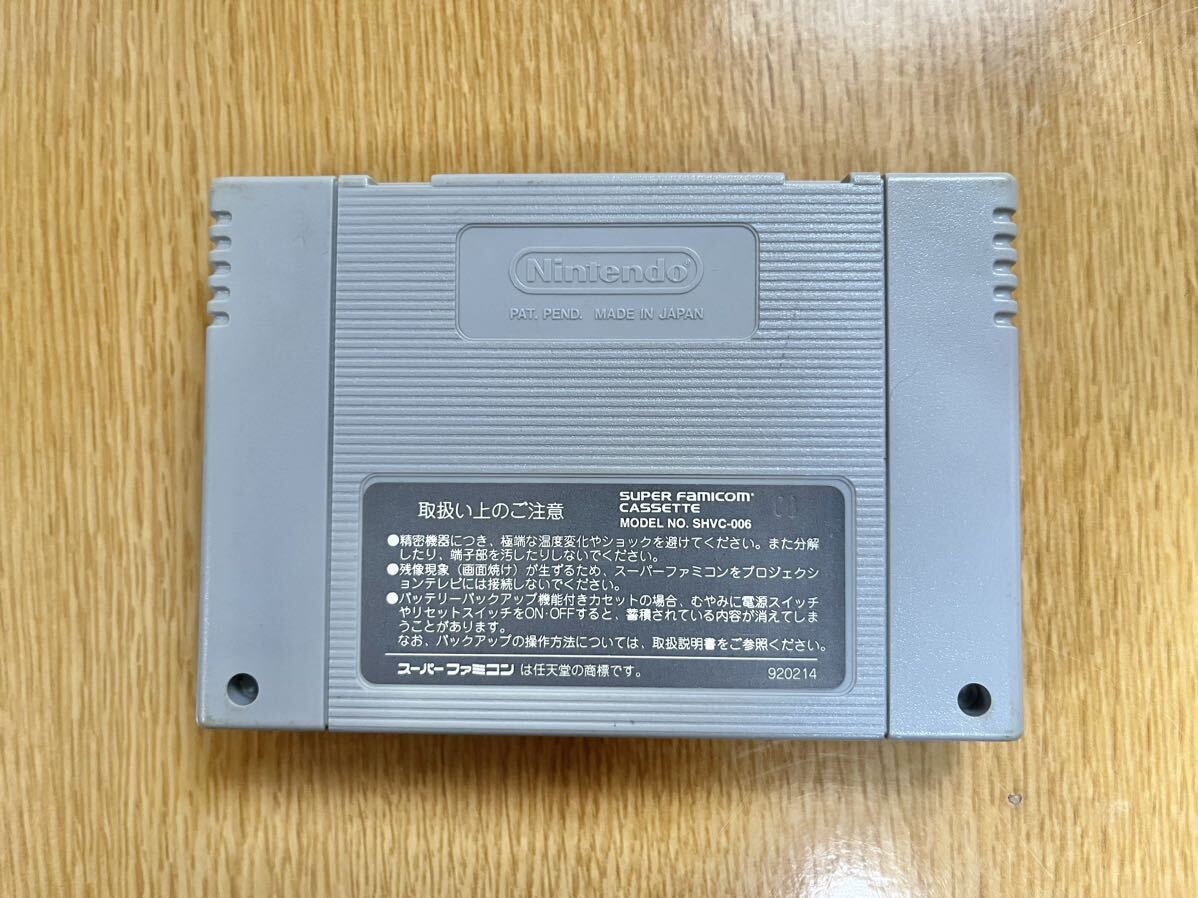 Nintendo®
PAT. PEND. MADE IN JAPAN
取扱い上のご注意
SUPER FAMICOM
CASSETTE
MODEL NO. SHVC-006
●精密機器につき、極端な温度変化やショックを避けてください。また分解
したり、端子部を汚したりしないでください。
●残像現象（画面焼け）が生ずるため、スーパーファミコンをプロジェクシ
ョンテレビには接続しないでください。
●バッテリーバックアップ機能付きカセットの場合、むやみに電源スイッチ
やリセットスイッチをON·OFFすると、蓄積されている内容が消えてしま
うことがあります。
なお、バックアップの操作方法については、取扱説明書をご参照ください。
スーパーファミコン は任天堂の商標です。
920214